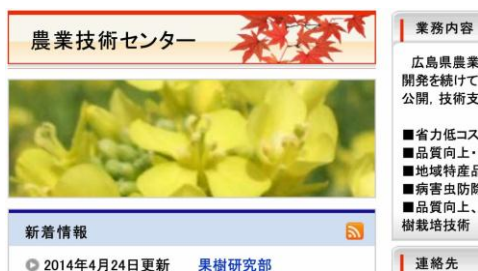 農業技術センター
新着情報
2014年4月24日更新 果樹研究部
業務内容
広島県農業
開発を続けて
公開, 技術支
■省力低コス
■品質向上・
■地域特産品
■病害虫防除
■品質向上、
樹栽培技術
連絡先